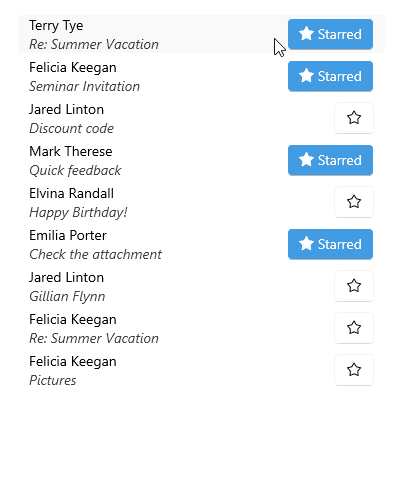 Terry Tye
Starred
Re: Summer Vacation
Felicia Keegan
Starred
Seminar Invitation
Jared Linton
Discount code
Mark Therese
Starred
Quick feedback
Elvina Randall
Happy Birthday!
Emilia Porter
Starred
Check the attachment
Jared Linton
Gillian Flynn
Felicia Keegan
Re: Summer Vacation
Felicia Keegan
Pictures